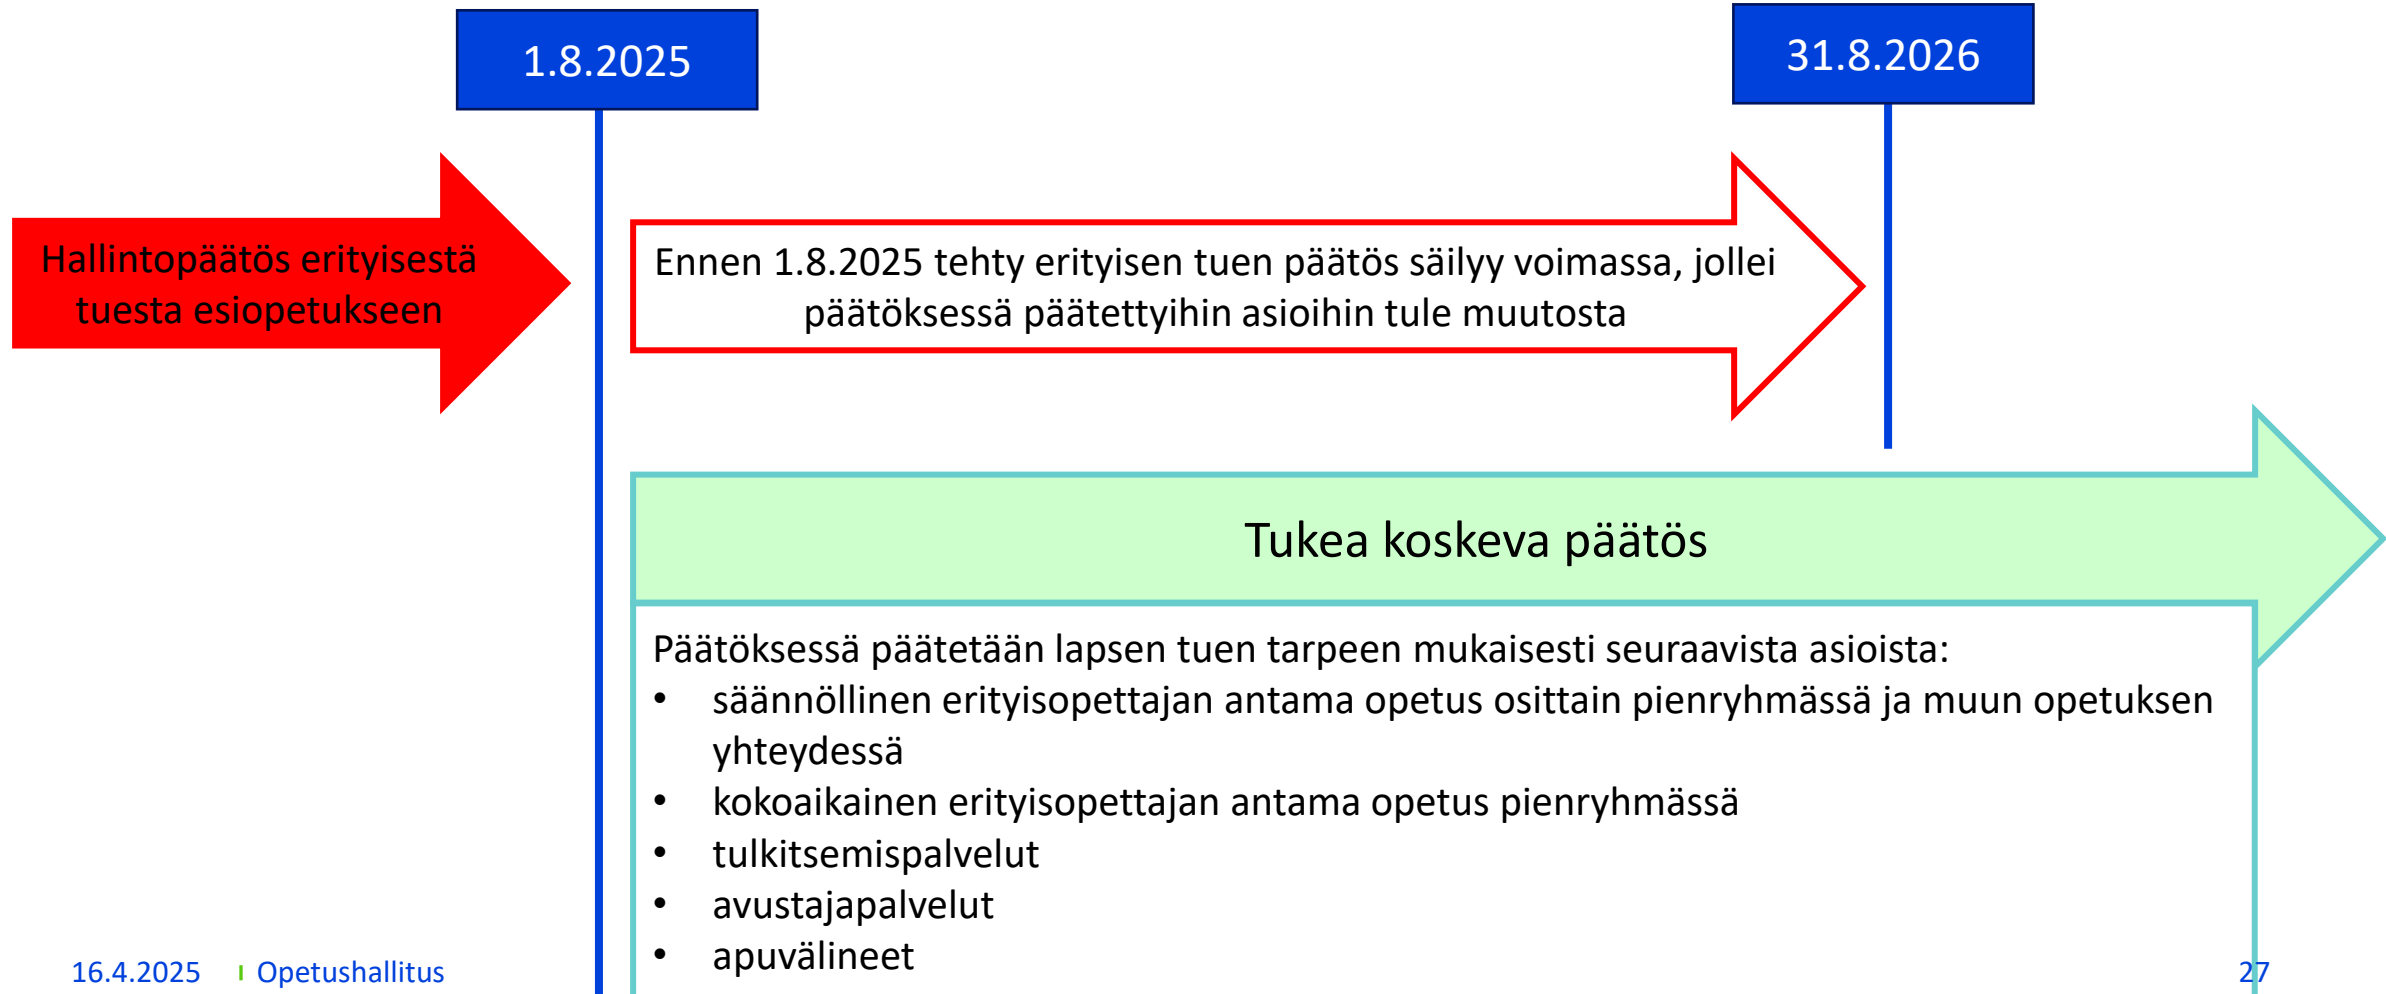 1.8.2025
31.8.2026
Hallintopäätös erityisestä
tuesta esiopetukseen
Ennen 1.8.2025 tehty erityisen tuen päätös säilyy voimassa, jollei
päätöksessä päätettyihin asioihin tule muutosta
Tukea koskeva päätös
Päätöksessä päätetään lapsen tuen tarpeen mukaisesti seuraavista asioista:
• säännöllinen erityisopettajan antama opetus osittain pienryhmässä ja muun opetuksen
yhteydessä
• kokoaikainen erityisopettajan antama opetus pienryhmässä
• tulkitsemispalvelut
• avustajapalvelut
• apuvälineet
16.4.2025 Opetushallitus
27